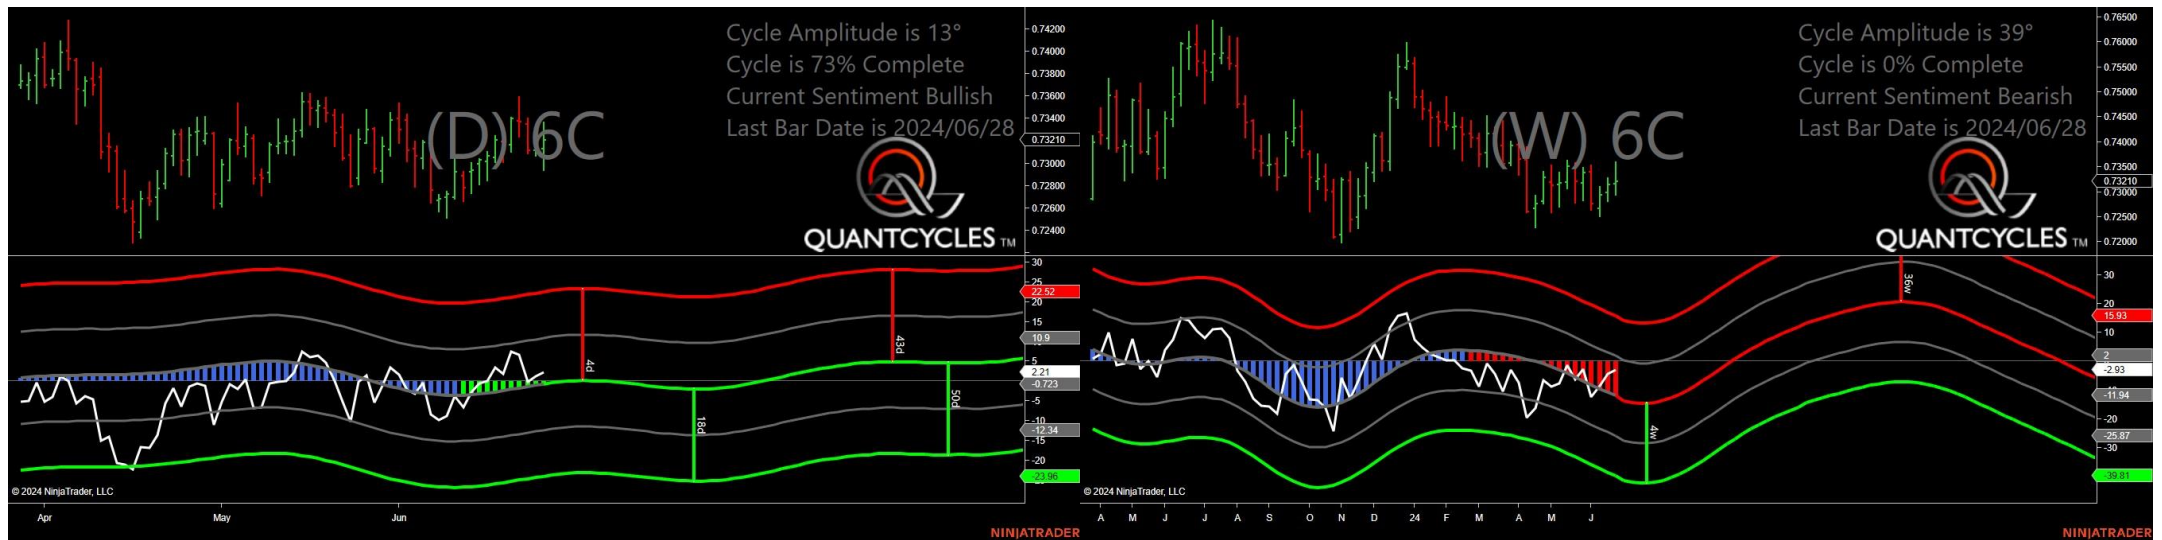 Cycle Amplitude is 13°
Cycle is 73% Complete
Current Sentiment Bullish
Last Bar Date is 2024/06/28
(D) 6C
QUANTCYCLES TM
0.74200
0.74000
0.73800
0.73600
0.73400
0.73210
0.73000
0.72800
0.72600
0.72400
30
25
22.52
20
15
10.9
5
2.21
-0.723
-5
-10
-12.34
-15
-20
-23.96
4d
18d
43d
50d
© 2024 NinjaTrader, LLC
Apr
May
Jun
NINJATRADER
Cycle Amplitude is 39°
Cycle is 0% Complete
Current Sentiment Bearish
Last Bar Date is 2024/06/28
(W) 6C
QUANTCYCLES TM
0.76500
0.76000
0.75500
0.75000
0.74500
0.74000
0.73500
0.73210
0.73000
0.72500
0.72000
30
20
15.93
10
2
-2.93
-11.94
-20
-25.87
-30
-39.81
4w
36w
© 2024 NinjaTrader, LLC
A M J J A S O N D 24 F M A M J
NINJATRADER